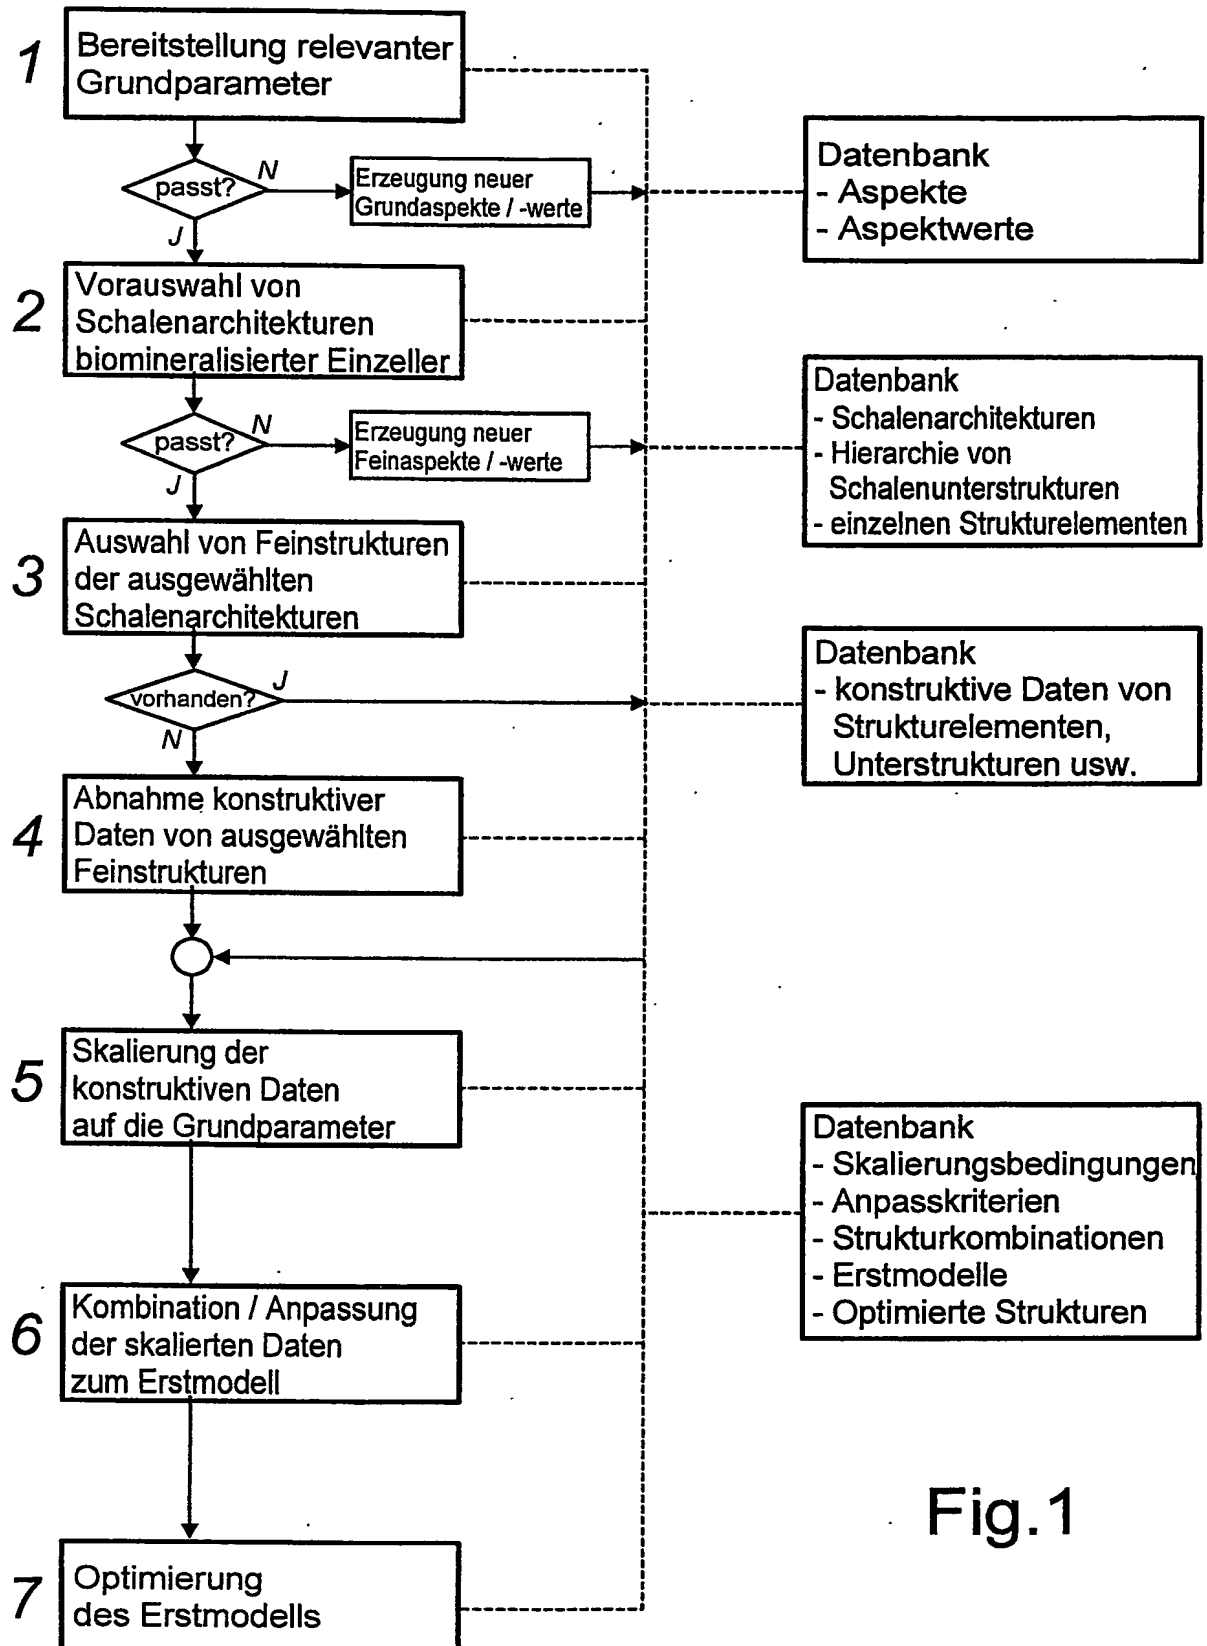 1
Bereitstellung relevanter
Grundparameter
passt?
N
J
Erzeugung neuer
Grundaspekte / -werte
Datenbank
- Aspekte
- Aspektwerte
2
Vorauswahl von
Schalenarchitekturen
biomineralisierter Einzeller
passt?
N
J
Erzeugung neuer
Feinaspekte / -werte
Datenbank
- Schalenarchitekturen
- Hierarchie von
Schalenunterstrukturen
- einzelnen Strukturelementen
3
Auswahl von Feinstrukturen
der ausgewählten
Schalenarchitekturen
vorhanden?
J
N
Datenbank
- konstruktive Daten von
Strukturelementen,
Unterstrukturen usw.
4
Abnahme konstruktiver
Daten von ausgewählten
Feinstrukturen
5
Skalierung der
konstruktiven Daten
auf die Grundparameter
Datenbank
- Skalierungsbedingungen
- Anpasskriterien
- Strukturkombinationen
- Erstmodelle
- Optimierte Strukturen
6
Kombination / Anpassung
der skalierten Daten
zum Erstmodell
7
Optimierung
des Erstmodells
Fig.1